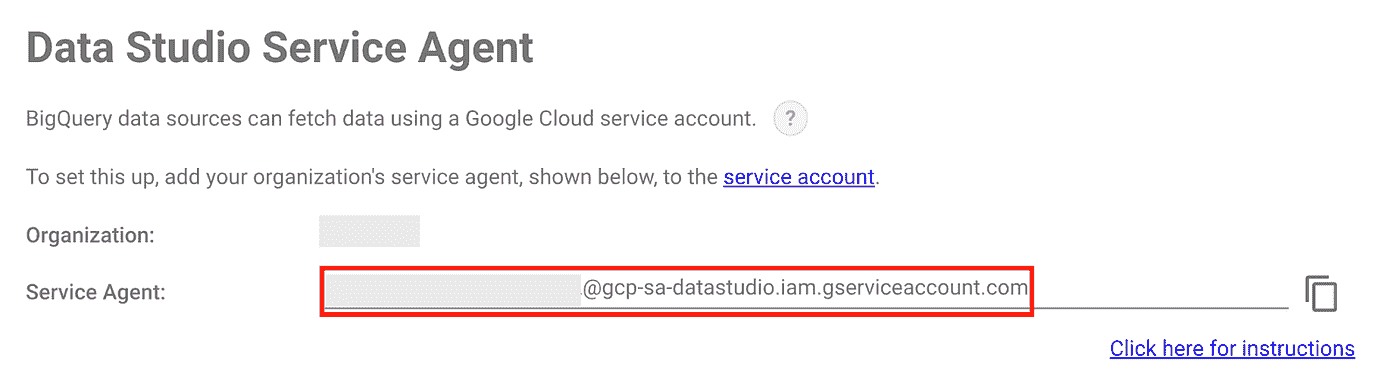 Data Studio Service Agent
BigQuery data sources can fetch data using a Google Cloud service account. ?
To set this up, add your organization's service agent, shown below, to the service account.
Organization:
Service Agent: @gcp-sa-datastudio.iam.gserviceaccount.com
Click here for instructions